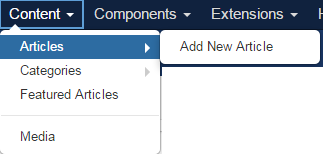 Content Components Extensions H
Articles Add New Article
Categories
Featured Articles
Media